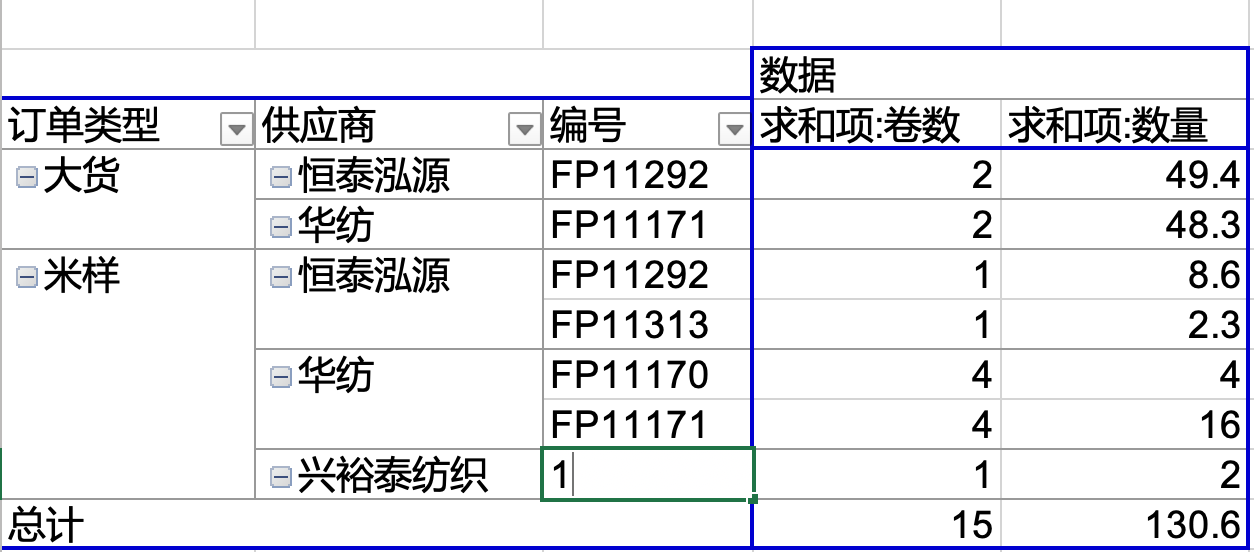 数据
订单类型 供应商 编号 求和项:卷数 求和项:数量
大货 恒泰泓源 FP11292 2 49.4
华纺 FP11171 2 48.3
米样 恒泰泓源 FP11292 1 8.6
FP11313 1 2.3
华纺 FP11170 4 4
FP11171 4 16
兴裕泰纺织 1 1 2
总计 15 130.6